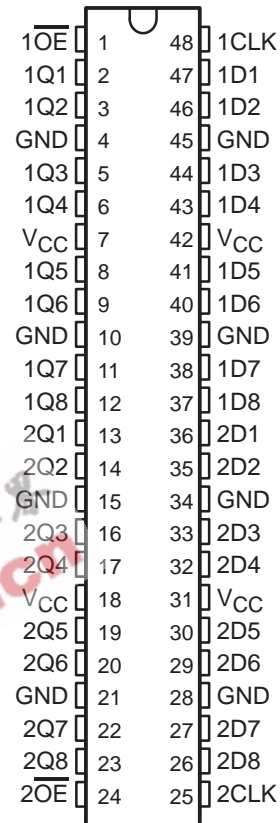 1OE 1 48 1CLK
1Q1 2 47 1D1
1Q2 3 46 1D2
GND 4 45 GND
1Q3 5 44 1D3
1Q4 6 43 1D4
VCC 7 42 VCC
1Q5 8 41 1D5
1Q6 9 40 1D6
GND 10 39 GND
1Q7 11 38 1D7
1Q8 12 37 1D8
2Q1 13 36 2D1
2Q2 14 35 2D2
GND 15 34 GND
2Q3 16 33 2D3
2Q4 17 32 2D4
VCC 18 31 VCC
2Q5 19 30 2D5
2Q6 20 29 2D6
GND 21 28 GND
2Q7 22 27 2D7
2Q8 23 26 2D8
2OE 24 25 2CLK